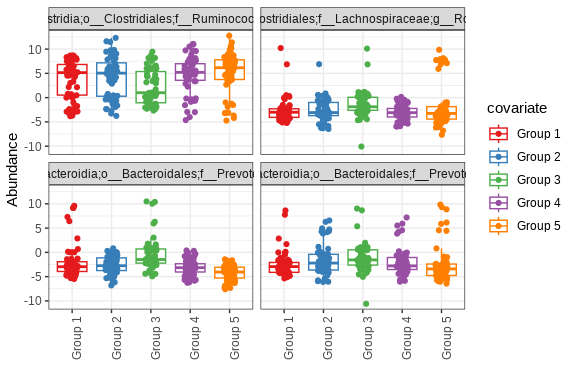 stridia;o__Clostridiales;f__Ruminococ
ostridiales;f__Lachnospiraceae;g__Ro
10
5
0
-5
-10
Abundance
acteroidia;o__Bacteroidales;f__Prevote
acteroidia;o__Bacteroidales;f__Prevote
10
5
0
-5
-10
Group 1
Group 2
Group 3
Group 4
Group 5
Group 1
Group 2
Group 3
Group 4
Group 5
covariate
Group 1
Group 2
Group 3
Group 4
Group 5